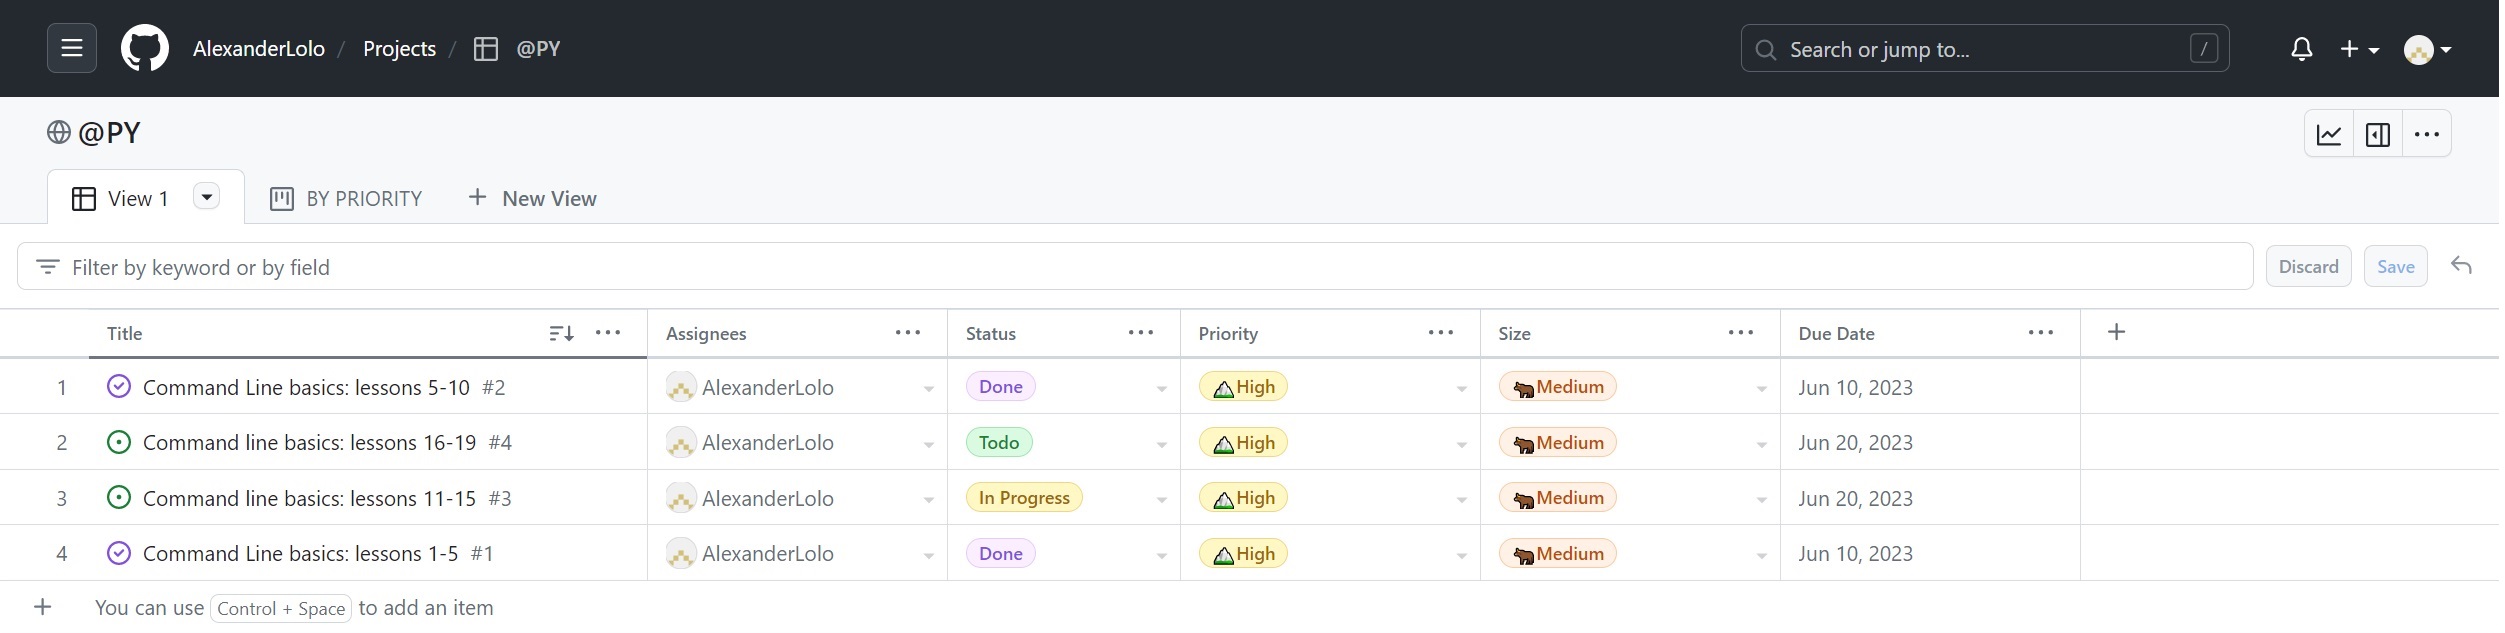 AlexanderLolo / Projects / @PY Search or jump to... /
@PY
View 1 BY PRIORITY + New View
Filter by keyword or by field Discard Save
Title Assignees Status Priority Size Due Date +
1 Command Line basics: lessons 5-10 #2 AlexanderLolo Done High Medium Jun 10, 2023
2 Command line basics: lessons 16-19 #4 AlexanderLolo Todo High Medium Jun 20, 2023
3 Command line basics: lessons 11-15 #3 AlexanderLolo In Progress High Medium Jun 20, 2023
4 Command Line basics: lessons 1-5 #1 AlexanderLolo Done High Medium Jun 10, 2023
+ You can use Control + Space to add an item